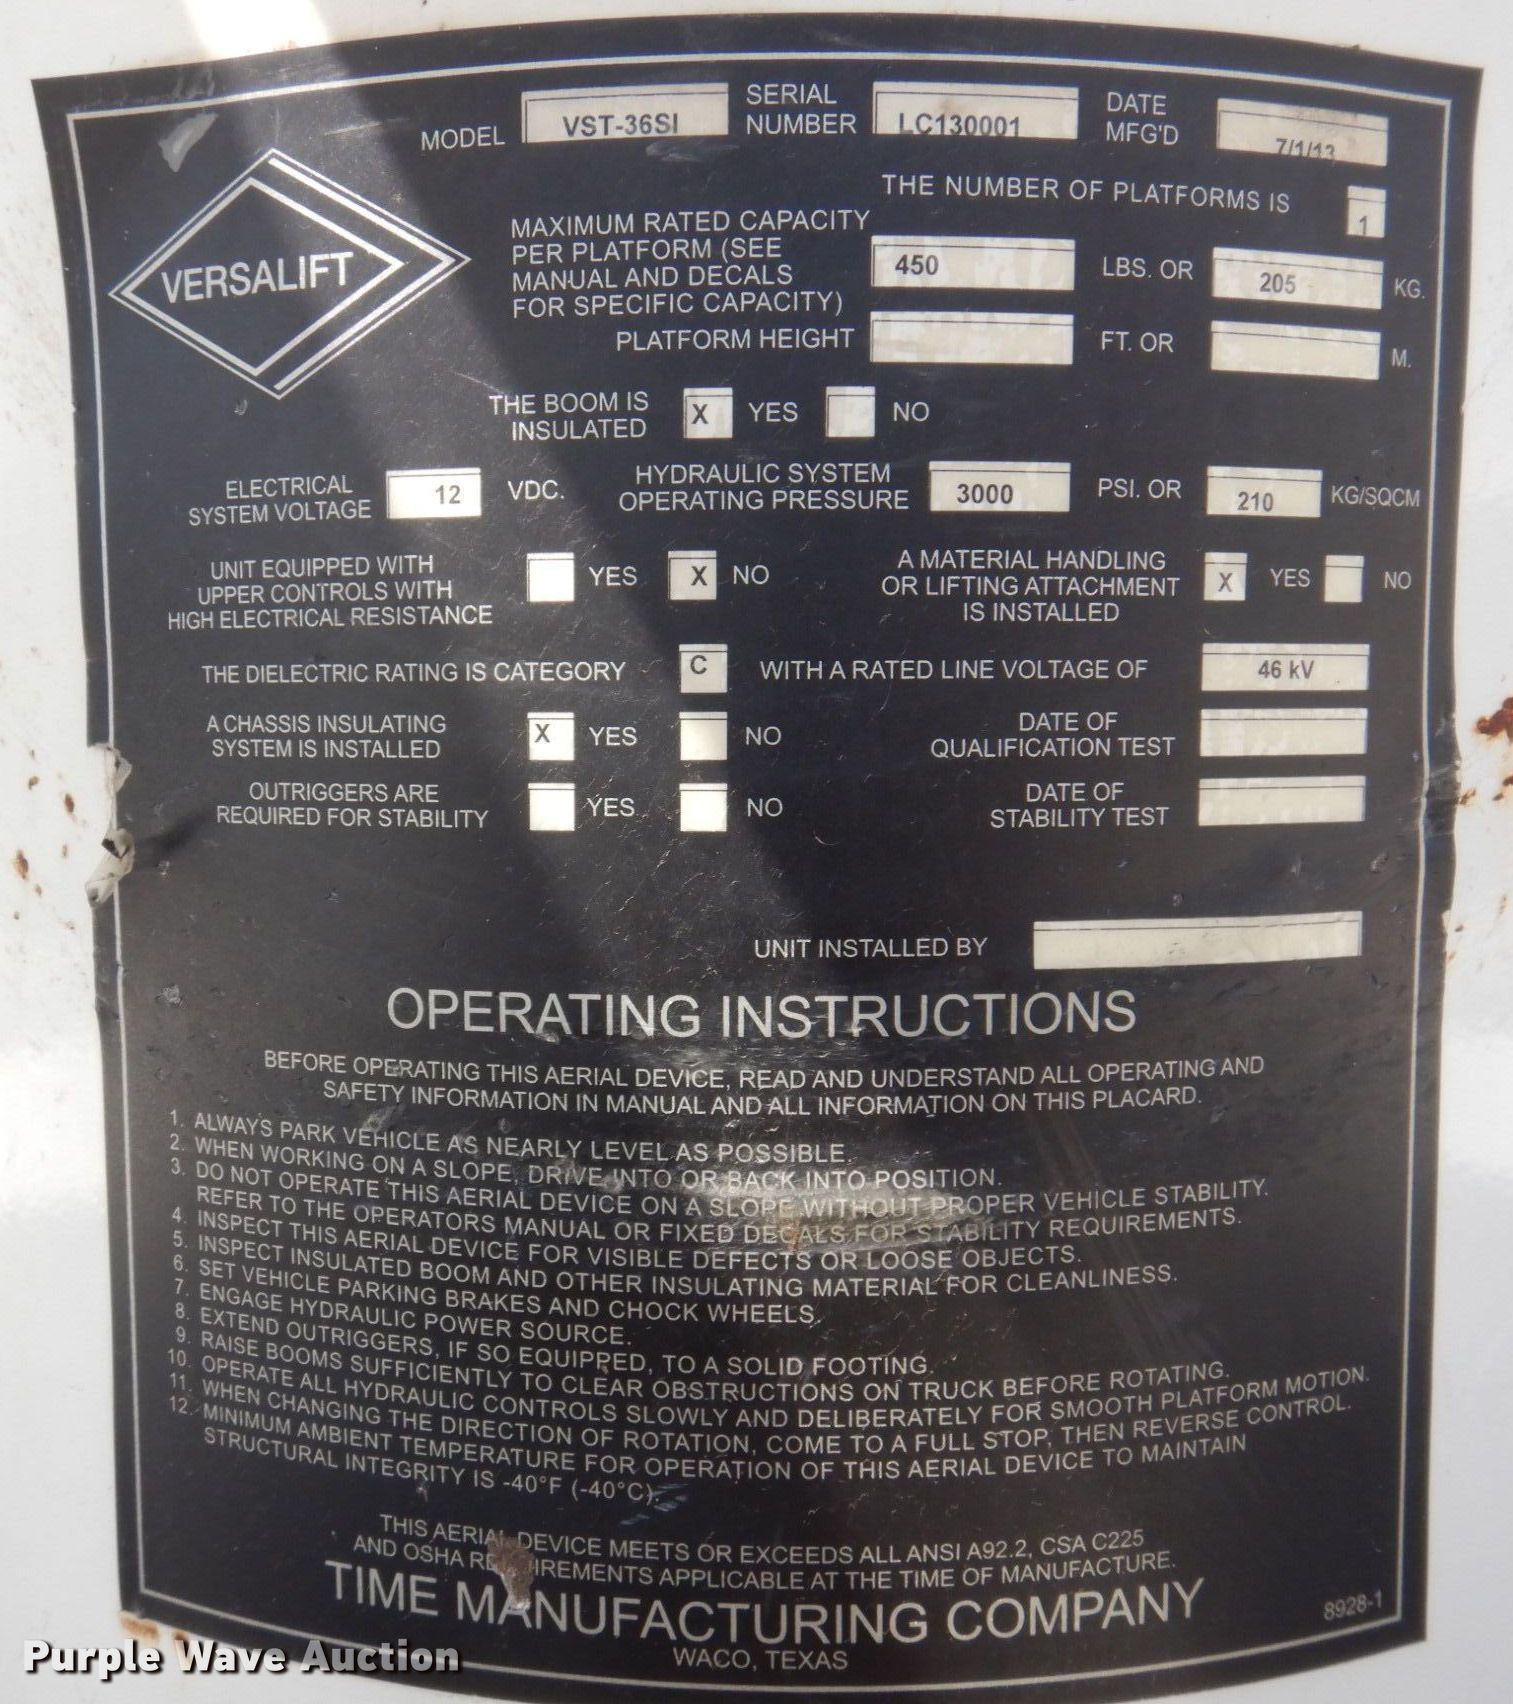 MODEL VST-36SI SERIAL NUMBER LC130001 DATE MFG'D 7/1/13
VERSALIFT
THE NUMBER OF PLATFORMS IS 1
MAXIMUM RATED CAPACITY
PER PLATFORM (SEE
MANUAL AND DECALS
FOR SPECIFIC CAPACITY) 450 LBS. OR 205 KG.
PLATFORM HEIGHT FT. OR M.
THE BOOM IS
INSULATED X YES NO
ELECTRICAL
SYSTEM VOLTAGE 12 VDC.
HYDRAULIC SYSTEM
OPERATING PRESSURE 3000 PSI. OR 210 KG/SQCM
UNIT EQUIPPED WITH
UPPER CONTROLS WITH
HIGH ELECTRICAL RESISTANCE YES X NO
A MATERIAL HANDLING
OR LIFTING ATTACHMENT
IS INSTALLED X YES NO
THE DIELECTRIC RATING IS CATEGORY C WITH A RATED LINE VOLTAGE OF 46 kV
A CHASSIS INSULATING
SYSTEM IS INSTALLED X YES NO
DATE OF
QUALIFICATION TEST
OUTRIGGERS ARE
REQUIRED FOR STABILITY YES NO
DATE OF
STABILITY TEST
UNIT INSTALLED BY
OPERATING INSTRUCTIONS
BEFORE OPERATING THIS AERIAL DEVICE, READ AND UNDERSTAND ALL OPERATING AND
SAFETY INFORMATION IN MANUAL AND ALL INFORMATION ON THIS PLACARD.
1. ALWAYS PARK VEHICLE AS NEARLY LEVEL AS POSSIBLE.
2. WHEN WORKING ON A SLOPE, DRIVE INTO OR BACK INTO POSITION.
3. DO NOT OPERATE THIS AERIAL DEVICE ON A SLOPE WITHOUT PROPER VEHICLE STABILITY.
REFER TO THE OPERATORS MANUAL OR FIXED DECALS FOR STABILITY REQUIREMENTS.
4. INSPECT THIS AERIAL DEVICE FOR VISIBLE DEFECTS OR LOOSE OBJECTS.
5. INSPECT INSULATED BOOM AND OTHER INSULATING MATERIAL FOR CLEANLINESS.
6. SET VEHICLE PARKING BRAKES AND CHOCK WHEELS.
7. ENGAGE HYDRAULIC POWER SOURCE.
8. EXTEND OUTRIGGERS, IF SO EQUIPPED, TO A SOLID FOOTING.
9. RAISE BOOMS SUFFICIENTLY TO CLEAR OBSTRUCTIONS ON TRUCK BEFORE ROTATING.
10. OPERATE ALL HYDRAULIC CONTROLS SLOWLY AND DELIBERATELY FOR SMOOTH PLATFORM MOTION.
11. WHEN CHANGING THE DIRECTION OF ROTATION, COME TO A FULL STOP, THEN REVERSE CONTROL.
12. MINIMUM AMBIENT TEMPERATURE FOR OPERATION OF THIS AERIAL DEVICE TO MAINTAIN
STRUCTURAL INTEGRITY IS -40°F (-40°C).
THIS AERIAL DEVICE MEETS OR EXCEEDS ALL ANSI A92.2, CSA C225
AND OSHA REQUIREMENTS APPLICABLE AT THE TIME OF MANUFACTURE.
TIME MANUFACTURING COMPANY
WACO, TEXAS
8928-1
Purple Wave Auction